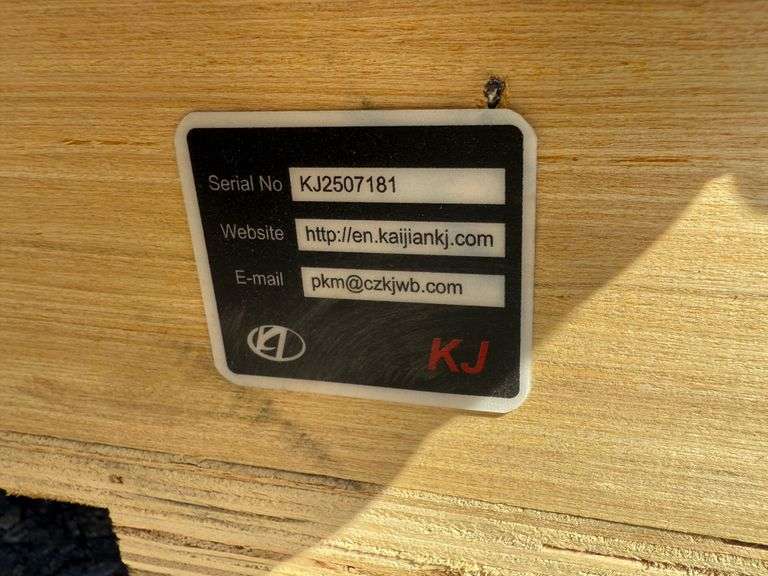 Serial No KJ2507181
Website http://en.kaijiankj.com
E-mail pkm@czkjwb.com
KJ